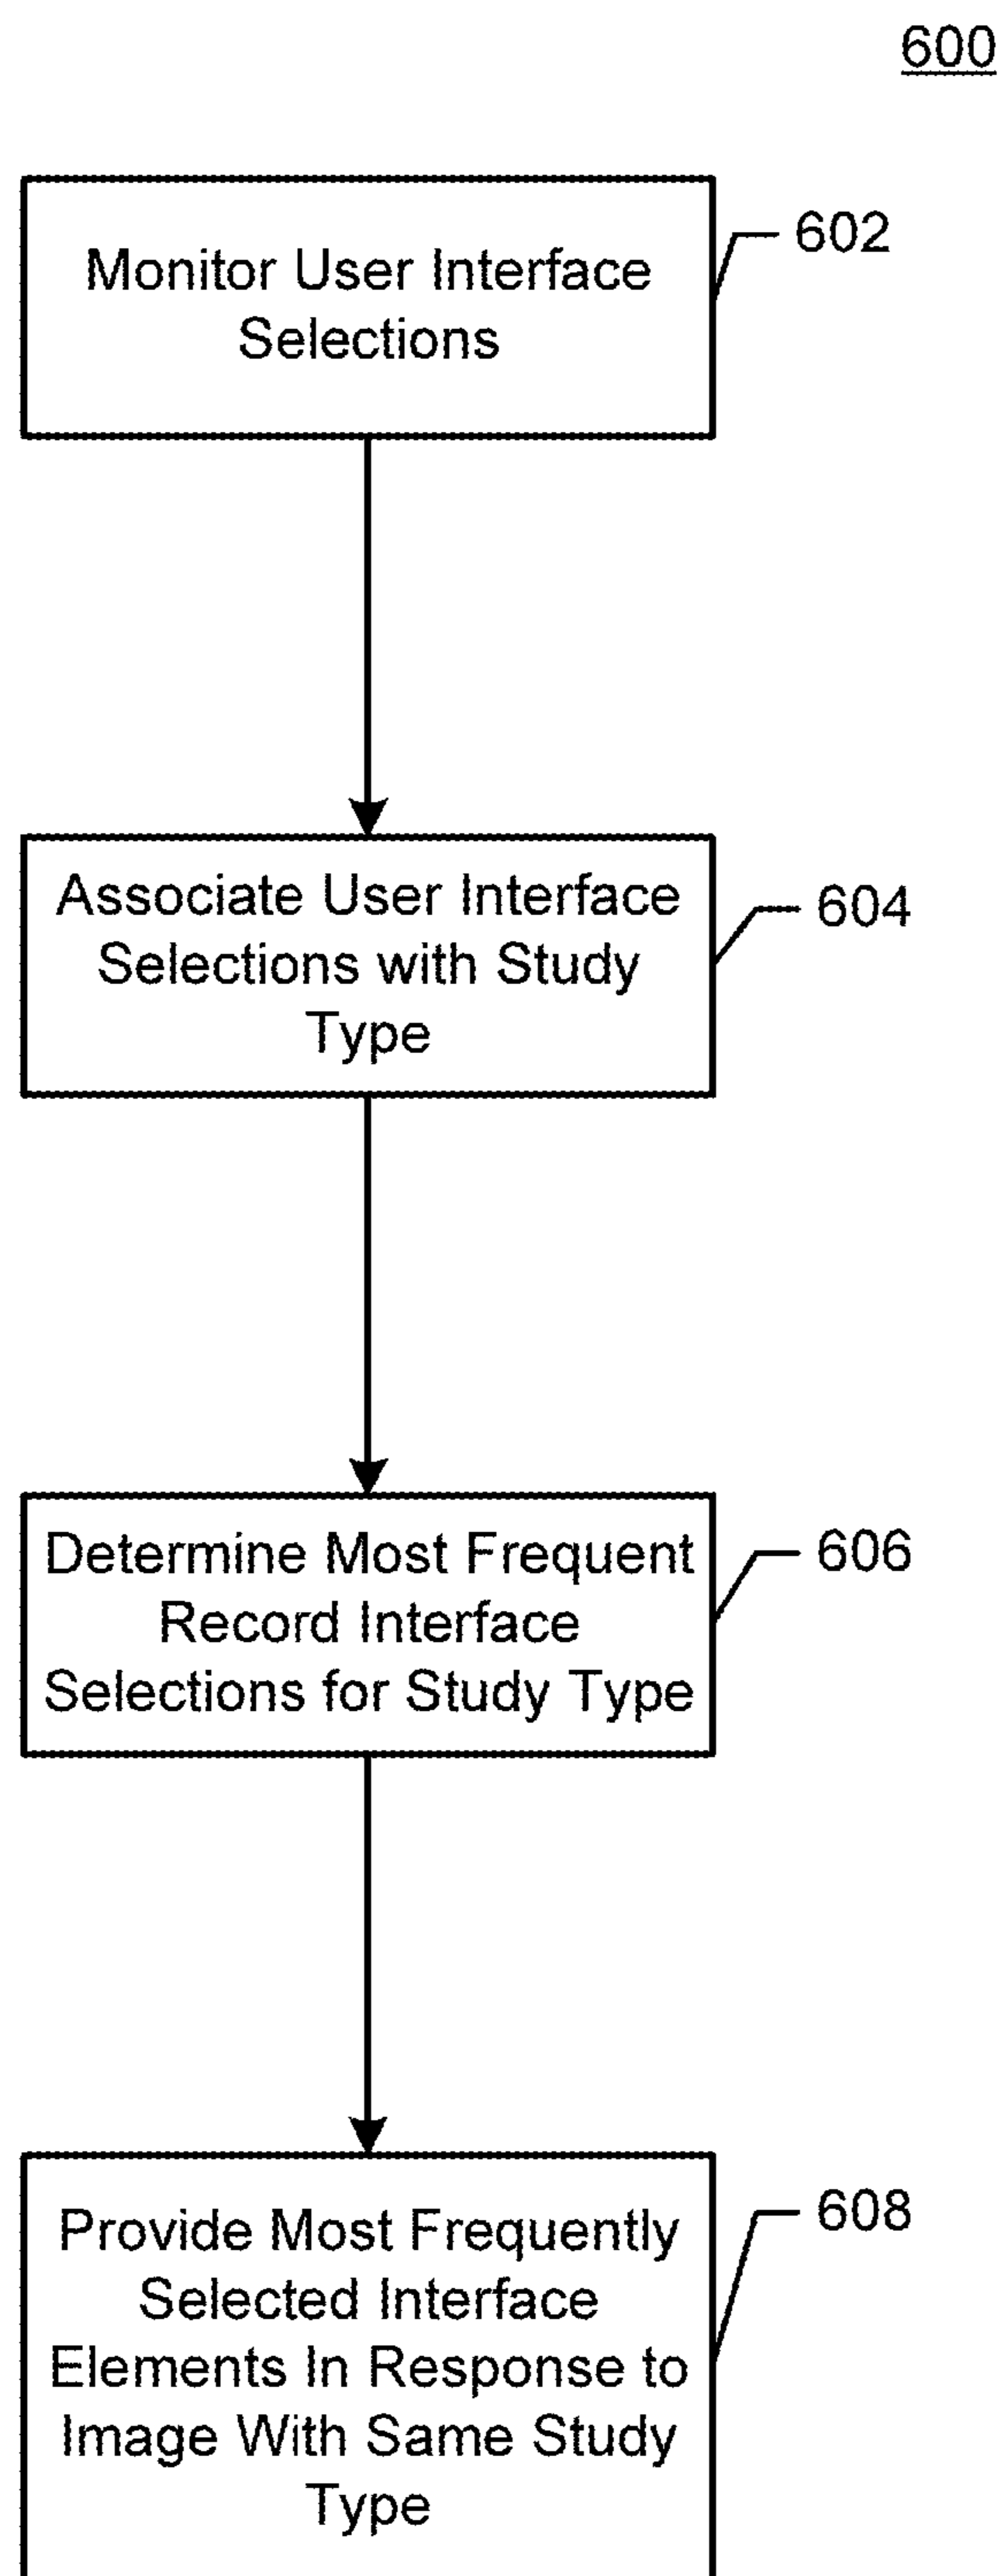 600
Monitor User Interface
Selections
602
Associate User Interface
Selections with Study
Type
604
Determine Most Frequent
Record Interface
Selections for Study Type
606
Provide Most Frequently
Selected Interface
Elements In Response to
Image With Same Study
Type
608